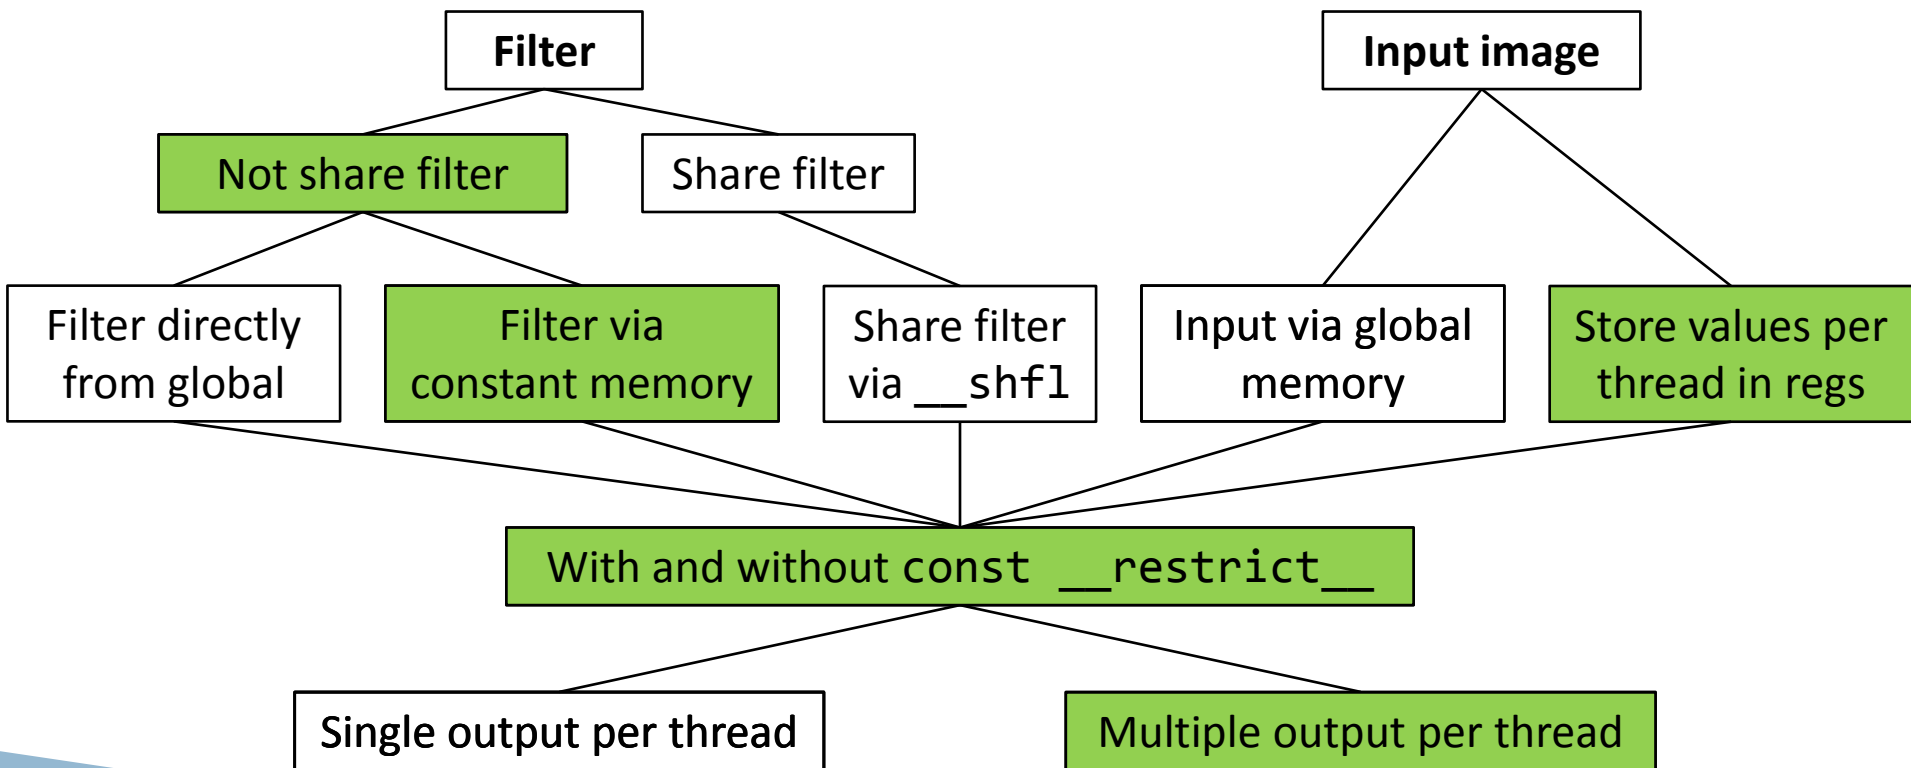 Filter
Input image
Not share filter
Share filter
Filter directly
from global
Filter via
constant memory
Share filter
via __shfl
Input via global
memory
Store values per
thread in regs
With and without const __restrict__
Single output per thread
Multiple output per thread